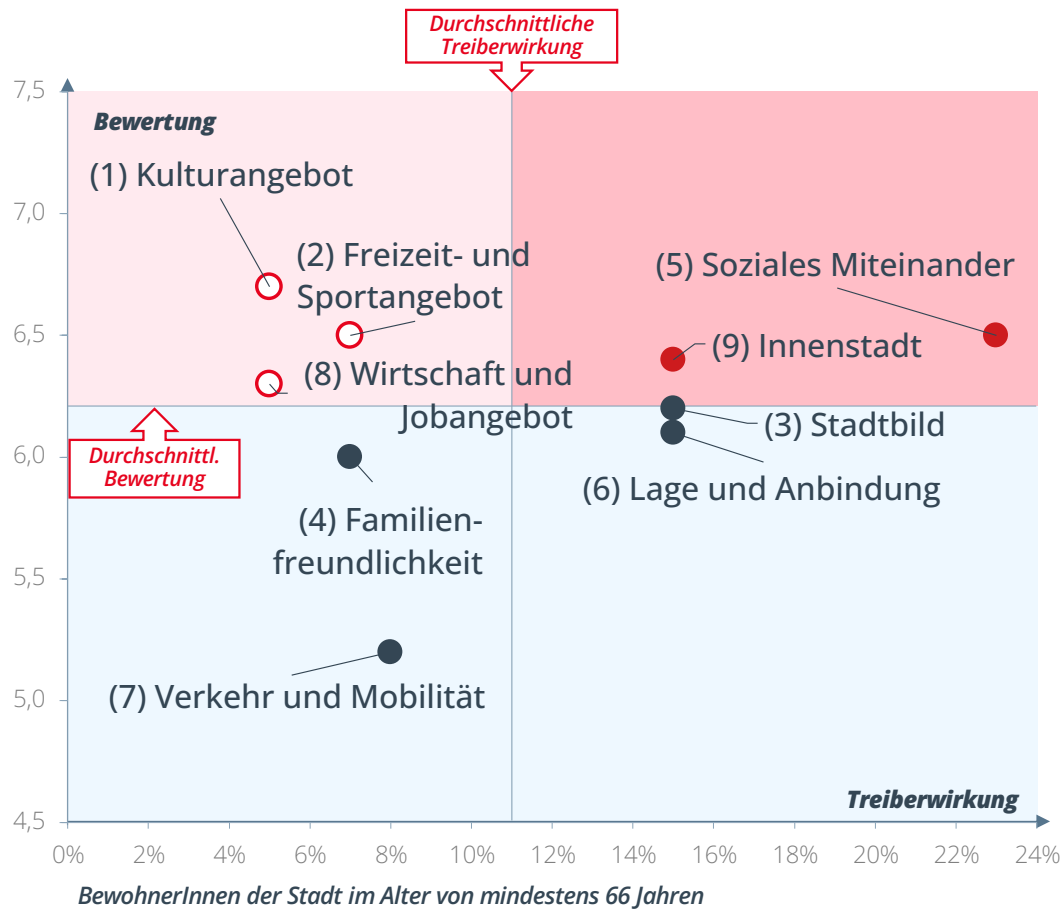 Durchschnittliche
Treiberwirkung
7,5
Bewertung
(1) Kulturangebot
7,0
(2) Freizeit- und
Sportangebot
(5) Soziales Miteinander
6,5
(9) Innenstadt
(8) Wirtschaft und
Jobangebot
(3) Stadtbild
Durchschnittl.
Bewertung
6,0
(6) Lage und Anbindung
(4) Familien-
freundlichkeit
5,5
(7) Verkehr und Mobilität
5,0
Treiberwirkung
4,5
0% 2% 4% 6% 8% 10% 12% 14% 16% 18% 20% 22% 24%
BewohnerInnen der Stadt im Alter von mindestens 66 Jahren